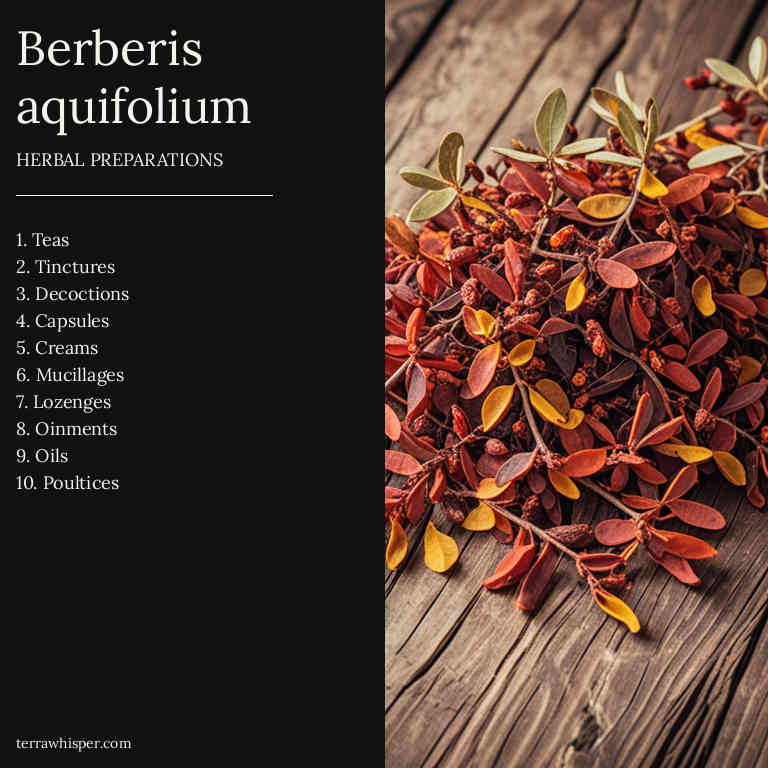 Berberis
aquifolium
HERBAL PREPARATIONS
1. Teas
2. Tinctures
3. Decoctions
4. Capsules
5. Creams
6. Mucillages
7. Lozenges
8. Oinments
9. Oils
10. Poultices
terrawhisper.com